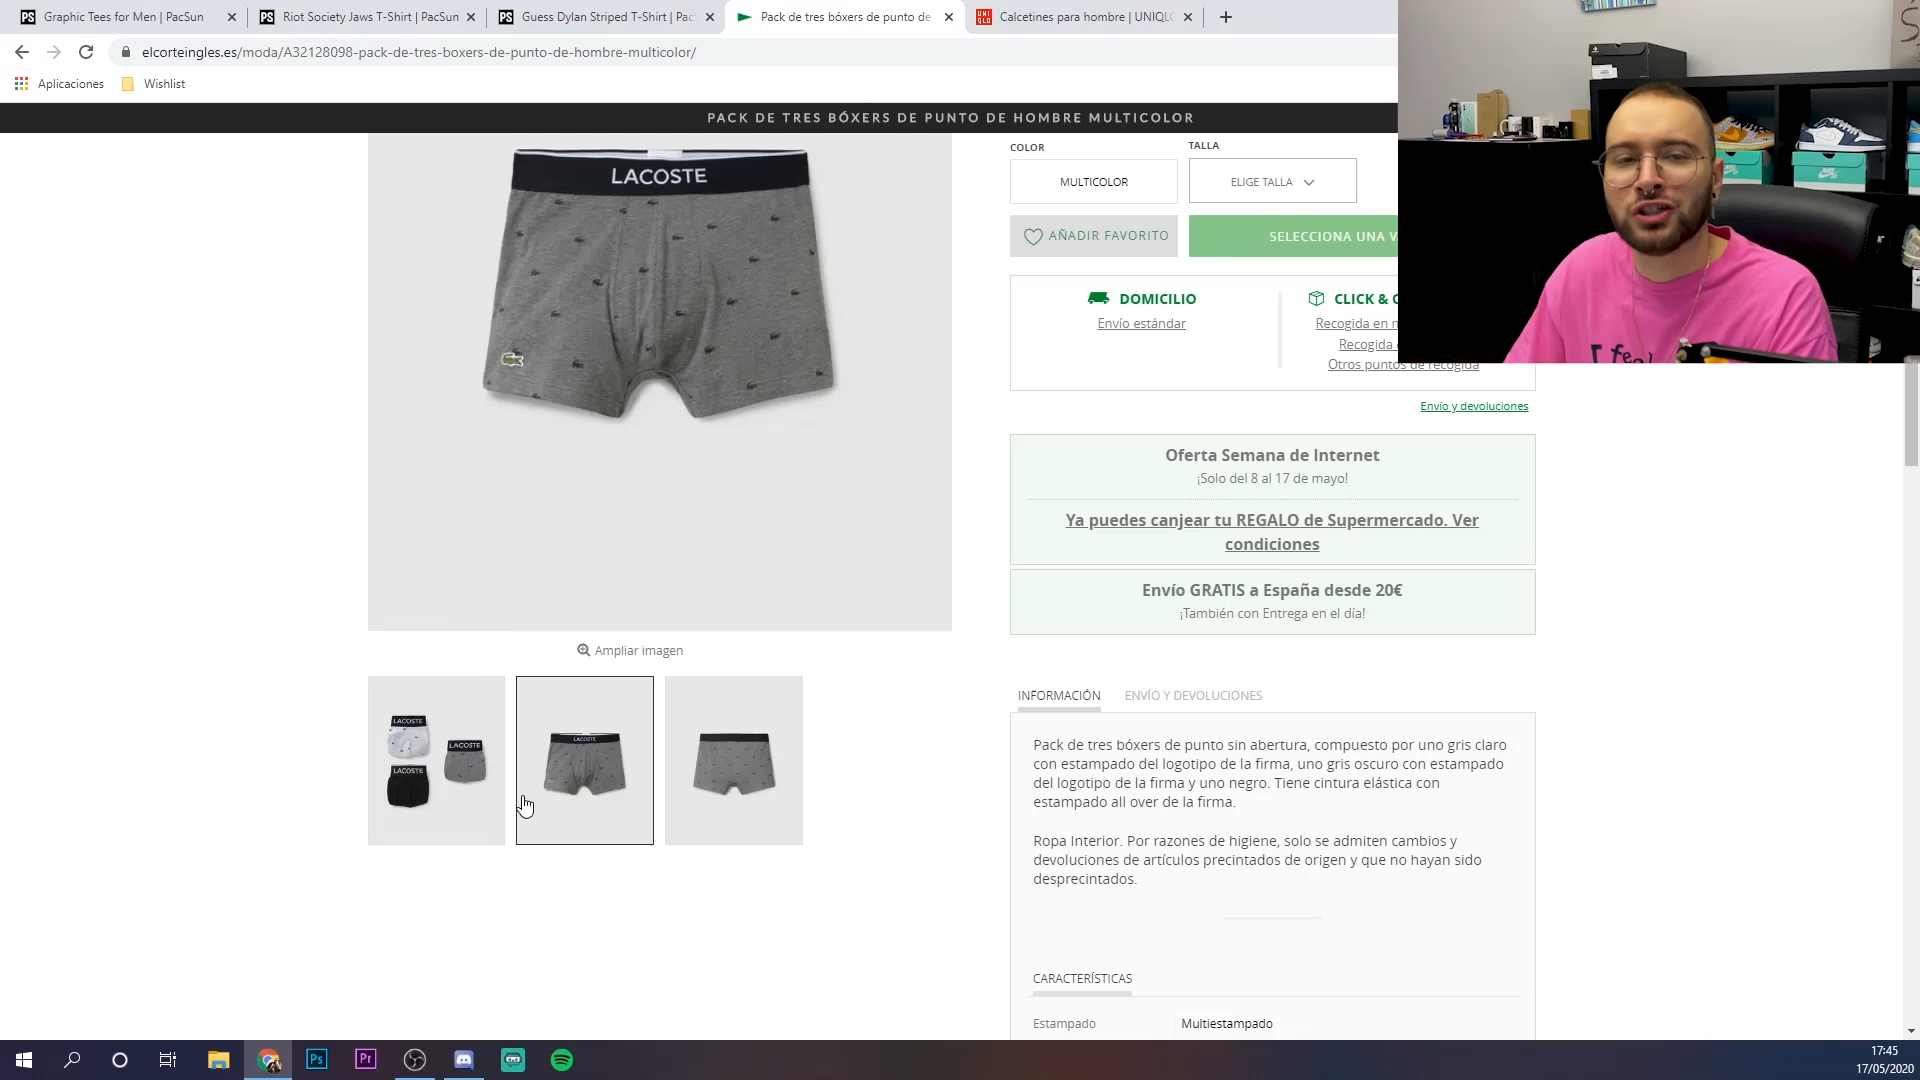 Graphic Tees for Men | PacSun
Riot Society Jaws T-Shirt | PacSun
Guess Dylan Striped T-Shirt | Pac
Pack de tres bóxers de punto de
Calcetines para hombre | UNIQLO
elcorteingles.es/moda/A32128098-pack-de-tres-boxers-de-punto-de-hombre-multicolor/
Aplicaciones
Wishlist
PACK DE TRES BÓXERS DE PUNTO DE HOMBRE MULTICOLOR
LACOSTE
COLOR
TALLA
MULTICOLOR
ELIGE TALLA
AÑADIR FAVORITO
SELECCIONA UNA V
DOMICILIO
CLICK & C
Envío estándar
Recogida en n
Recogida
Otros puntos de recogida
Envío y devoluciones
Oferta Semana de Internet
¡Solo del 8 al 17 de mayo!
Ya puedes canjear tu REGALO de Supermercado. Ver
condiciones
Envío GRATIS a España desde 20€
¡También con Entrega en el día!
Ampliar imagen
LACOSTE
LACOSTE
LACOSTE
LACOSTE
INFORMACIÓN
ENVÍO Y DEVOLUCIONES
Pack de tres bóxers de punto sin abertura, compuesto por uno gris claro
con estampado del logotipo de la firma, uno gris oscuro con estampado
del logotipo de la firma y uno negro. Tiene cintura elástica con
estampado all over de la firma.
Ropa Interior. Por razones de higiene, solo se admiten cambios y
devoluciones de artículos precintados de origen y que no hayan sido
desprecintados.
CARACTERÍSTICAS
Estampado
Multiestampado
I feel
17:45
17/05/2020